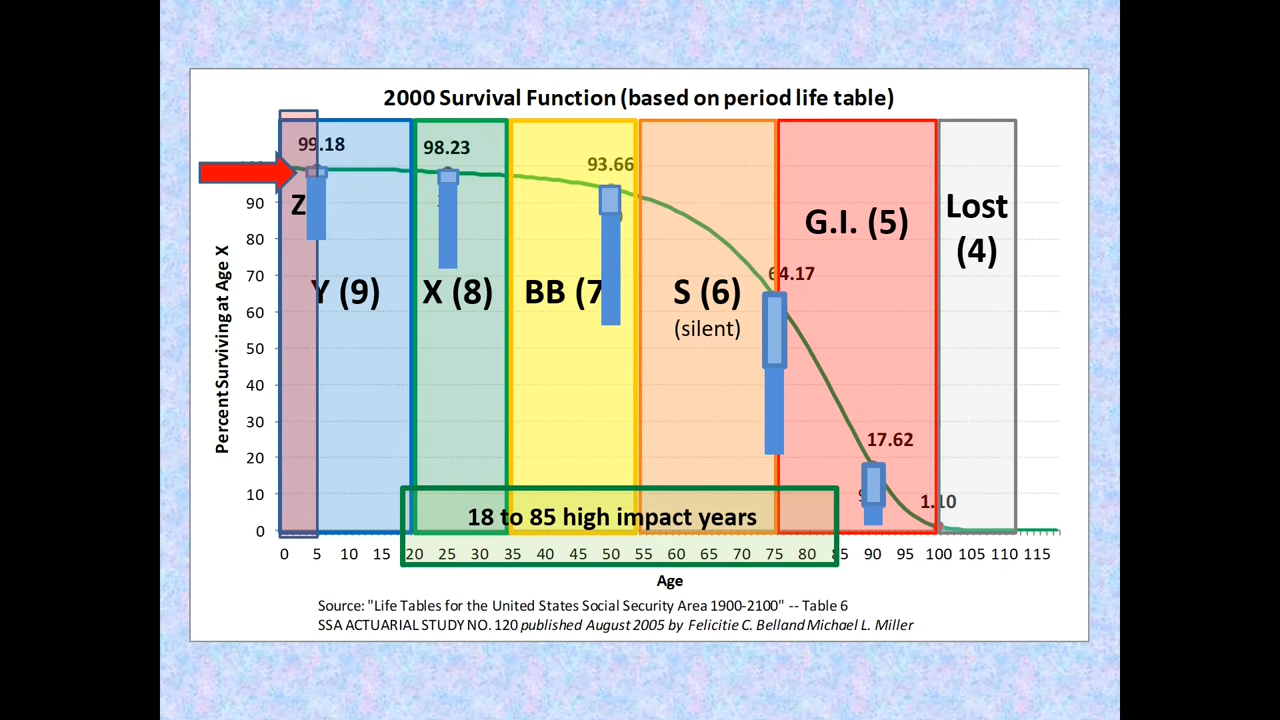 2000 Survival Function (based on period life table)
99.18
98.23
93.66
64.17
17.62
1.10
Z
Y (9)
X (8)
BB (7
S (6)
(silent)
G.I. (5)
Lost
(4)
Percent Surviving at Age X
90
80
70
60
50
40
30
20
10
0
18 to 85 high impact years
0 5 10 15 20 25 30 35 40 45 50 55 60 65 70 75 80 85 90 95 100 105 110 115
Age
Source: "Life Tables for the United States Social Security Area 1900-2100" -- Table 6
SSA ACTUARIAL STUDY NO. 120 published August 2005 by Felicitie C. Belland Michael L. Miller